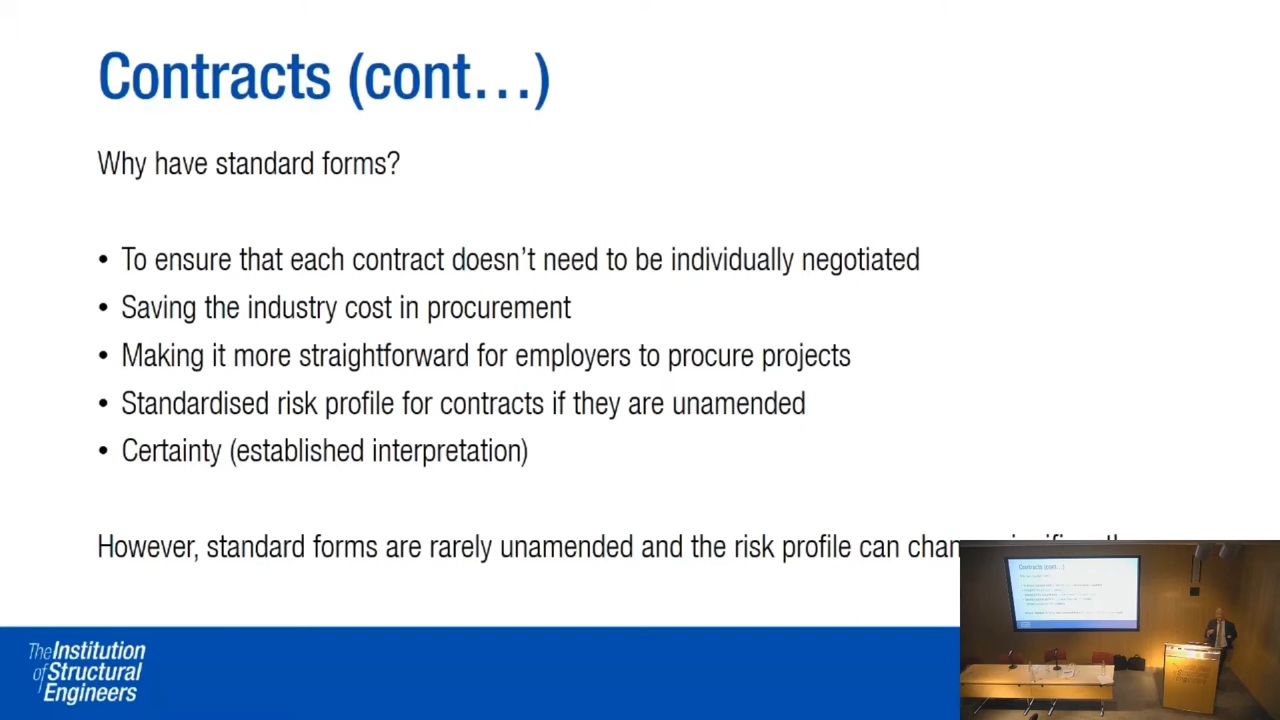 Contracts (cont…)
Why have standard forms?
• To ensure that each contract doesn’t need to be individually negotiated
• Saving the industry cost in procurement
• Making it more straightforward for employers to procure projects
• Standardised risk profile for contracts if they are unamended
• Certainty (established interpretation)
However, standard forms are rarely unamended and the risk profile can
The Institution
of Structural
Engineers
Contracts (cont…)